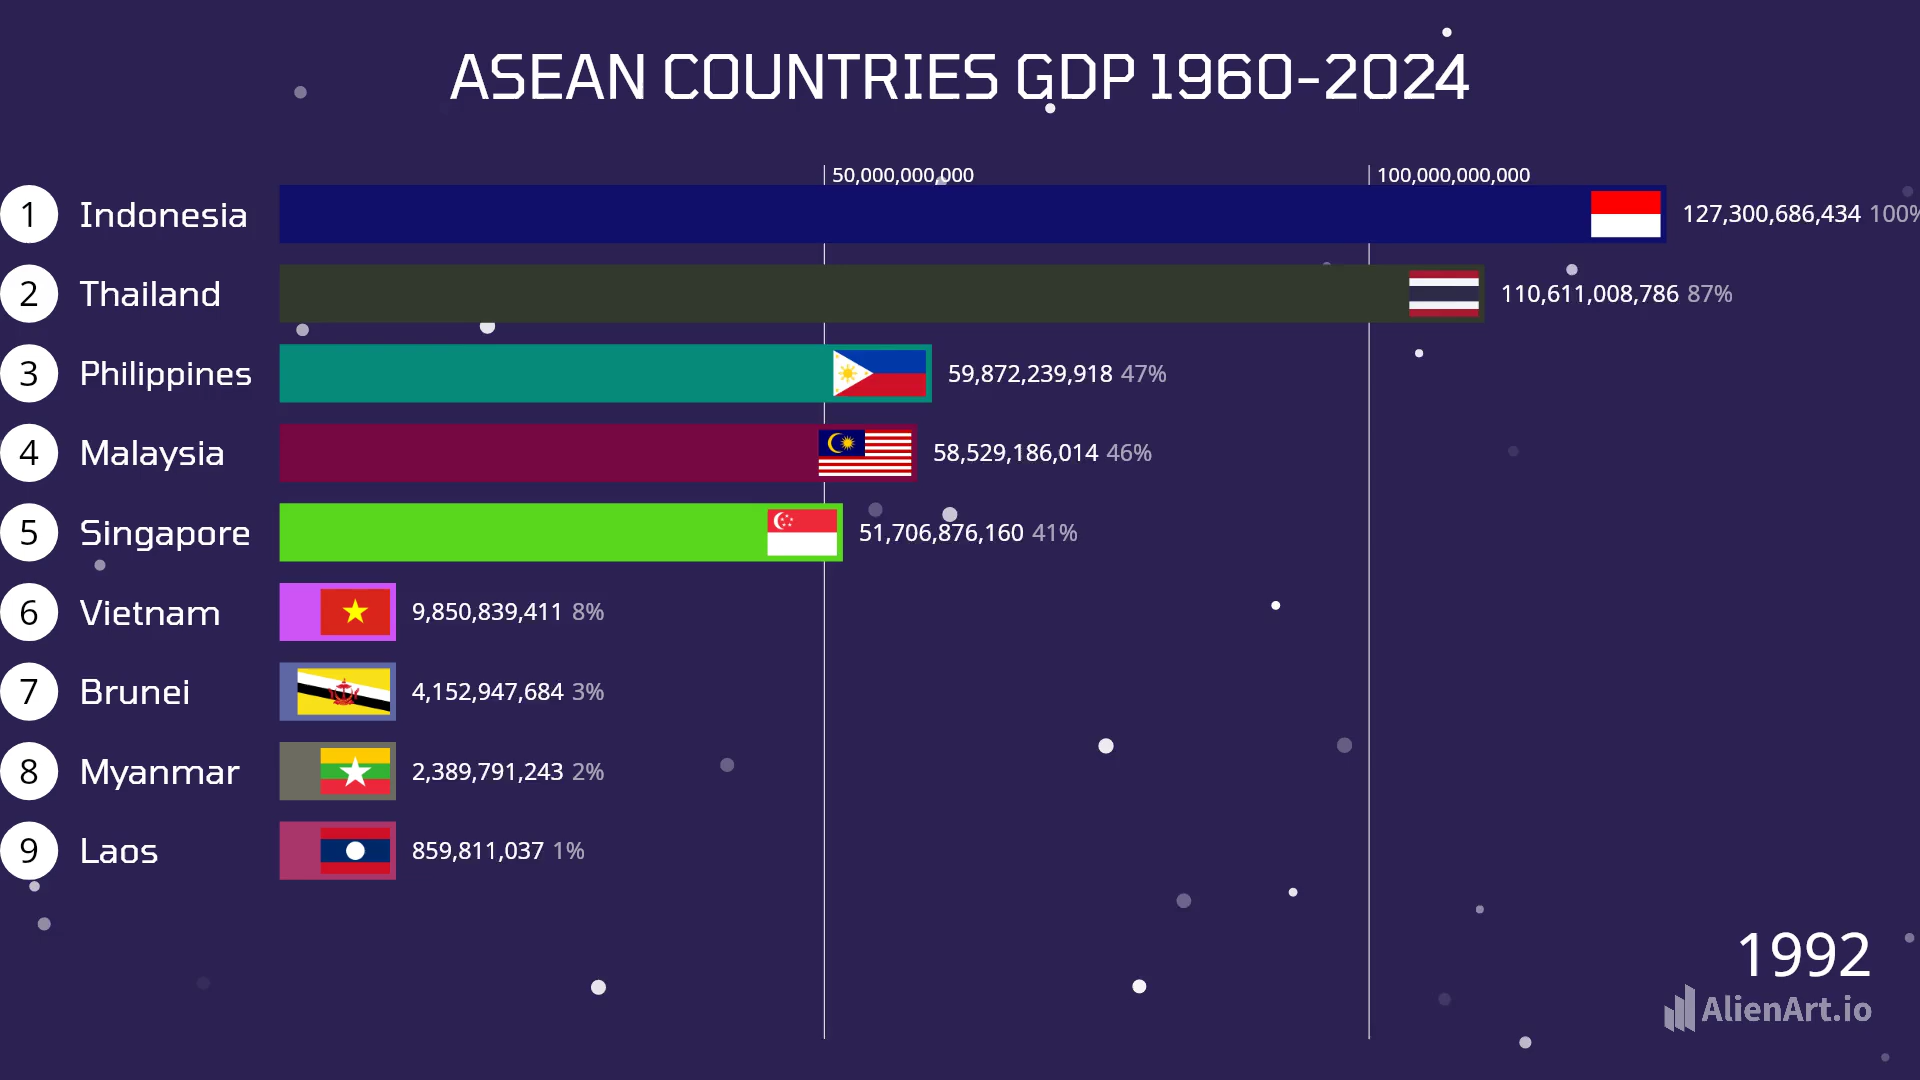 ASEAN COUNTRIES GDP 1960-2024
50,000,000,000 100,000,000,000
1 Indonesia 127,300,686,434 100%
2 Thailand 110,611,008,786 87%
3 Philippines 59,872,239,918 47%
4 Malaysia 58,529,186,014 46%
5 Singapore 51,706,876,160 41%
6 Vietnam 9,850,839,411 8%
7 Brunei 4,152,947,684 3%
8 Myanmar 2,389,791,243 2%
9 Laos 859,811,037 1%
1992
AlienArt.io